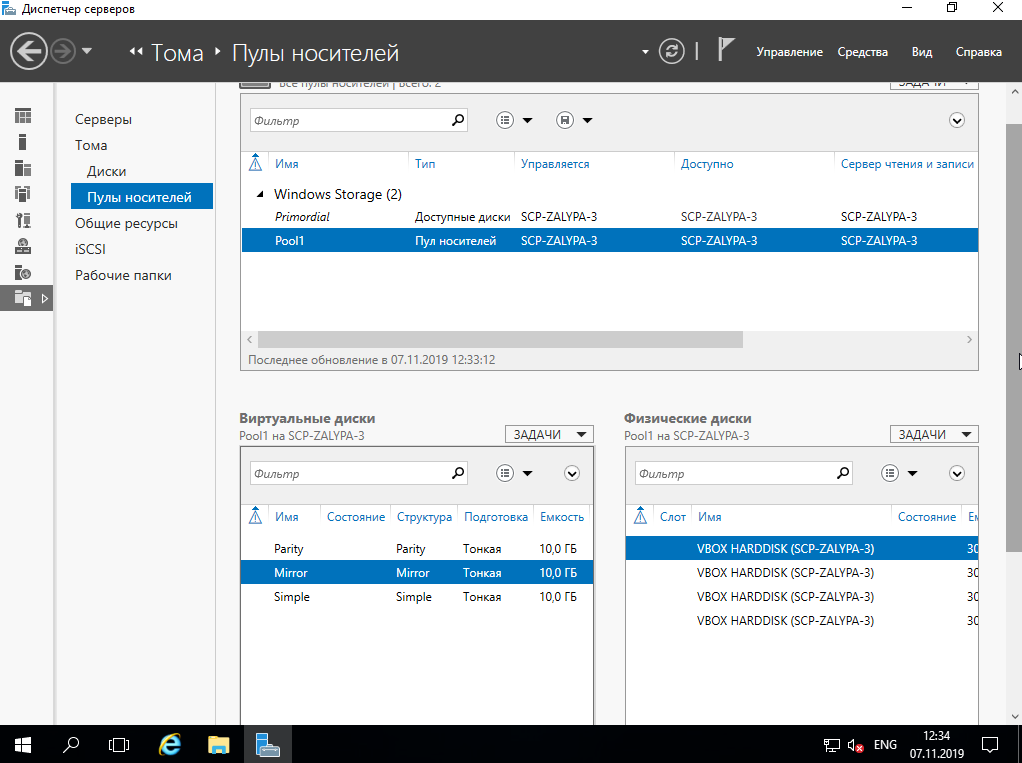 Диспетчер серверов
Тома
Пулы носителей
Управление
Средства
Вид
Справка
Серверы
Тома
Диски
Пулы носителей
Общие ресурсы
iSCSI
Рабочие папки
Все пулы носителей | Всего: 2
ЗАДАЧИ
Фильтр
Имя Тип Управляется Доступно Сервер чтения и записи
Windows Storage (2)
Primordial Доступные диски SCP-ZALYPA-3 SCP-ZALYPA-3 SCP-ZALYPA-3
Pool1 Пул носителей SCP-ZALYPA-3 SCP-ZALYPA-3 SCP-ZALYPA-3
Последнее обновление в 07.11.2019 12:33:12
Виртуальные диски
Pool1 на SCP-ZALYPA-3
ЗАДАЧИ
Фильтр
Имя Состояние Структура Подготовка Емкость
Parity Parity Тонкая 10,0 ГБ
Mirror Mirror Тонкая 10,0 ГБ
Simple Simple Тонкая 10,0 ГБ
Физические диски
Pool1 на SCP-ZALYPA-3
ЗАДАЧИ
Фильтр
Слот Имя Состояние Ем
VBOX HARDDISK (SCP-ZALYPA-3) 30
VBOX HARDDISK (SCP-ZALYPA-3) 30
VBOX HARDDISK (SCP-ZALYPA-3) 30
VBOX HARDDISK (SCP-ZALYPA-3) 30
ENG
12:34
07.11.2019